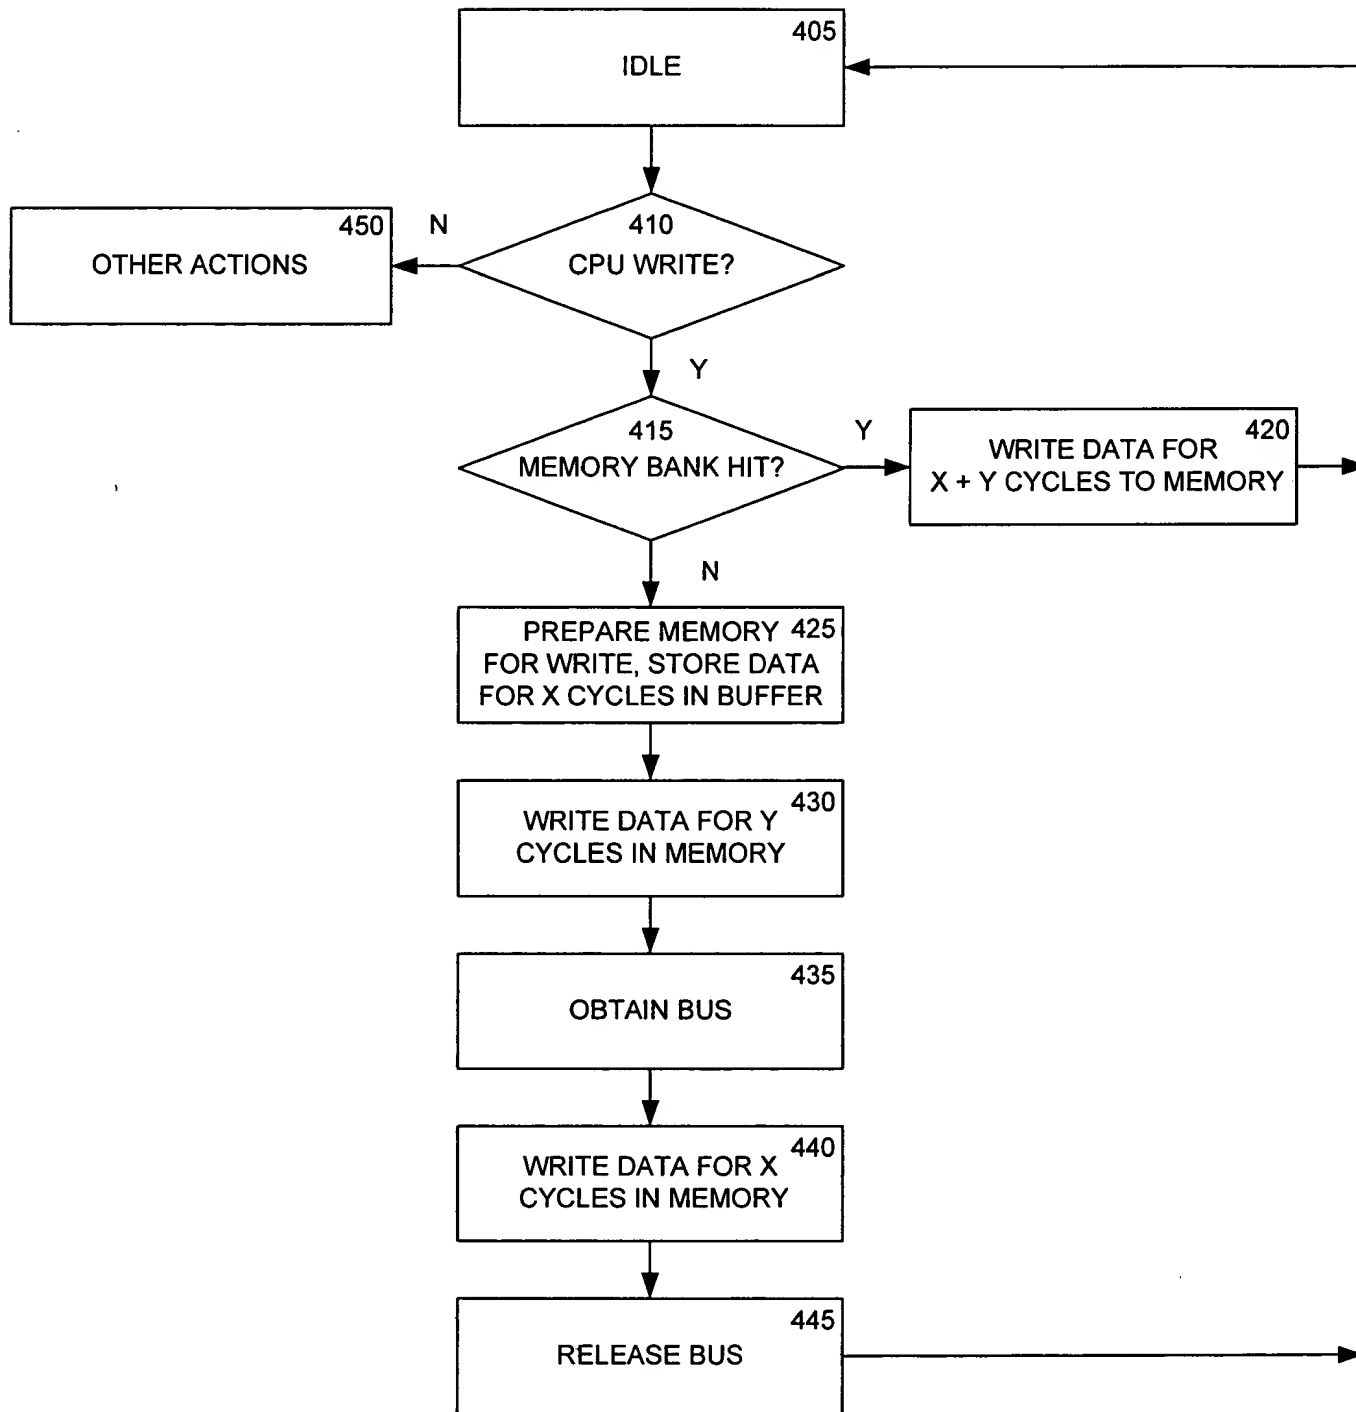 405
IDLE
450
N
410
OTHER ACTIONS
CPU WRITE?
Y
415
Y
420
MEMORY BANK HIT?
WRITE DATA FOR
X + Y CYCLES TO MEMORY
N
PREPARE MEMORY 425
FOR WRITE, STORE DATA
FOR X CYCLES IN BUFFER
430
WRITE DATA FOR Y
CYCLES IN MEMORY
435
OBTAIN BUS
440
WRITE DATA FOR X
CYCLES IN MEMORY
445
RELEASE BUS